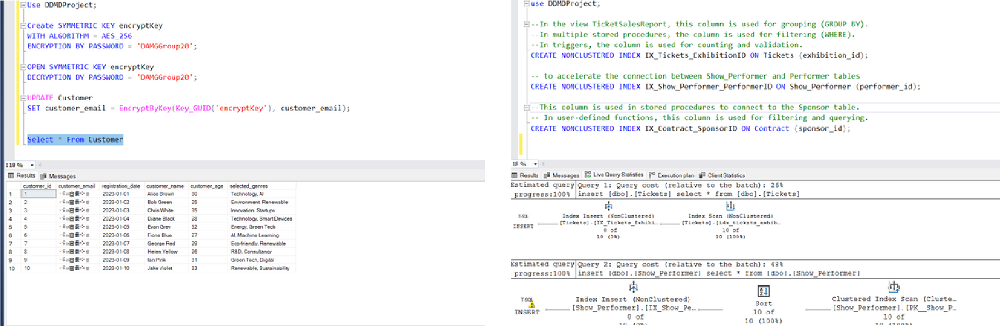 Use DDMDProject;
Create SYMMETRIC KEY encryptKey
WITH ALGORITHM = AES_256
ENCRYPTION BY PASSWORD = 'DAMGGroup20';
OPEN SYMMETRIC KEY encryptKey
DECRYPTION BY PASSWORD = 'DAMGGroup20';
UPDATE Customer
SET customer_email = EncryptByKey(Key_GUID('encryptKey'), customer_email);
Select * From Customer
118 %
Results Messages
customer_id customer_email registration_date customer_name customer_age selected_genres
1 1 2023-01-01 Alice Brown 30 Technology, AI
2 2 2023-01-02 Bob Green 25 Environment, Renewable
3 3 2023-01-03 Chris White 35 Innovation, Startups
4 4 2023-01-04 Diane Black 28 Technology, Smart Devices
5 5 2023-01-05 Evan Grey 32 Energy, Green Tech
6 6 2023-01-06 Fiona Blue 27 AI, Machine Learning
7 7 2023-01-07 George Red 29 Eco-friendly, Renewable
8 8 2023-01-08 Helen Yellow 26 R&D, Consultancy
9 9 2023-01-09 Ian Pink 31 Green Tech, Digital
10 10 2023-01-10 Jake Violet 33 Renewable, Sustainability
use DDMDProject;
--In the view TicketSalesReport, this column is used for grouping (GROUP BY).
--In multiple stored procedures, the column is used for filtering (WHERE).
--In triggers, the column is used for counting and validation.
CREATE NONCLUSTERED INDEX IX_Tickets_ExhibitionID ON Tickets (exhibition_id);
-- to accelerate the connection between Show_Performer and Performer tables
CREATE NONCLUSTERED INDEX IX_Show_Performer_PerformerID ON Show_Performer (performer_id);
--This column is used in stored procedures to connect to the Sponsor table.
-- In user-defined functions, this column is used for filtering and querying.
CREATE NONCLUSTERED INDEX IX_Contract_SponsorID ON Contract (sponsor_id);
18 %
Results Messages Live Query Statistics Execution plan Client Statistics
Estimated query Query 1: Query cost (relative to the batch): 26%
progress:100% insert [dbo].[Tickets] select * from [dbo].[Tickets]
T-SQL Index Insert (NonClustered) Index Scan (NonClustered)
INSERT [Tickets].[IX_Tickets_Exhibi… [Tickets].[idx_tickets_exhib…
0 of 10 of
10 (0%) 10 (100%)
Estimated query Query 2: Query cost (relative to the batch): 48%
progress:100% insert [dbo].[Show_Performer] select * from [dbo].[Show_Performer]
T-SQL Index Insert (NonClustered) Sort Clustered Index Scan (Cluste…
INSERT [Show_Performer].[IX_Show_Pe… 10 of [Show_Performer].[PK__Show_P…
0 of 10 (100%) 10 of
10 (0%) 10 (100%)